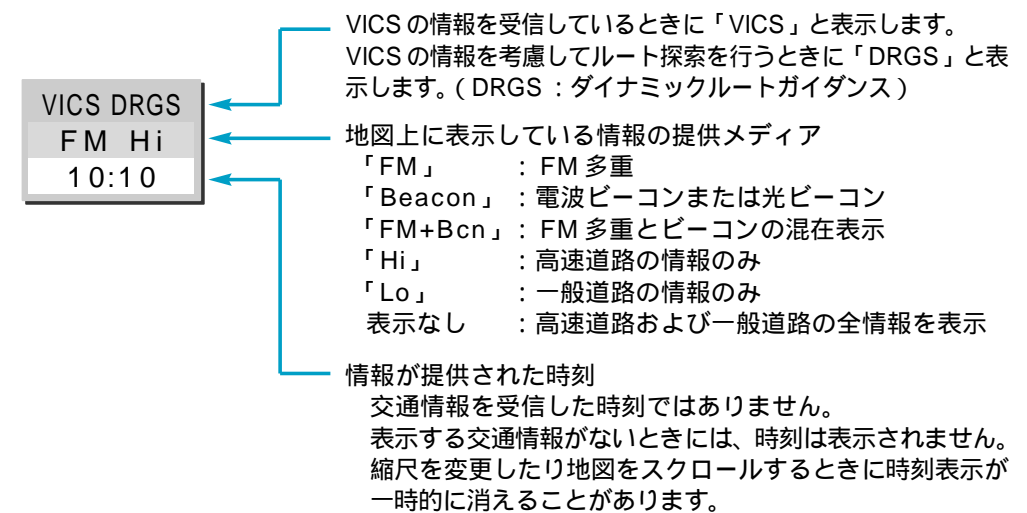 VICSの情報を受信しているときに「VICS」と表示します。
VICSの情報を考慮してルート探索を行うときに「DRGS」と表
示します。(DRGS:ダイナミックルートガイダンス)
VICS DRGS
FM Hi
10:10
地図上に表示している情報の提供メディア
「FM」 :FM多重
「Beacon」:電波ビーコンまたは光ビーコン
「FM+Bcn」:FM多重とビーコンの混在表示
「Hi」 :高速道路の情報のみ
「Lo」 :一般道路の情報のみ
表示なし :高速道路および一般道路の全情報を表示
情報が提供された時刻
交通情報を受信した時刻ではありません。
表示する交通情報がないときには、時刻は表示されません。
縮尺を変更したり地図をスクロールするときに時刻表示が
一時的に消えることがあります。